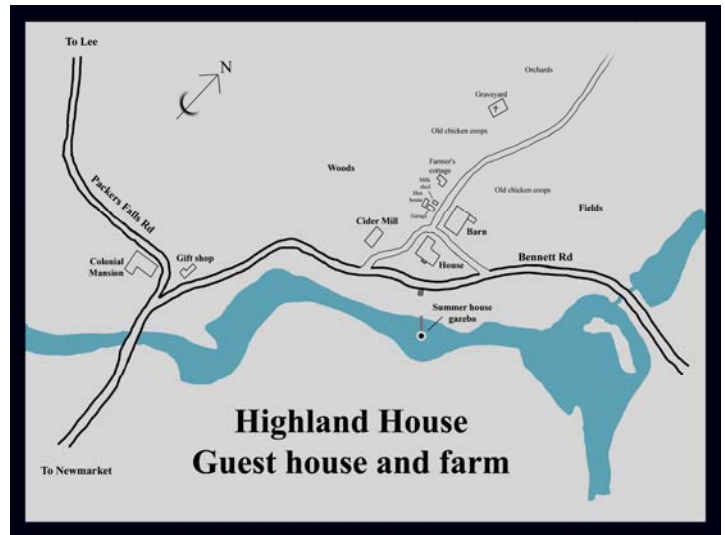 To Lee
N
Orchards
Graveyard
Old chicken coops
Woods
Farmer's
cottage
Milk
shed
Hen
house
Garage
Old chicken coops
Fields
Packers Falls Rd
Cider Mill
Barn
Colonial
Mansion
Gift shop
House
Bennett Rd
Summer house
gazebo
Highland House
Guest house and farm
To Newmarket